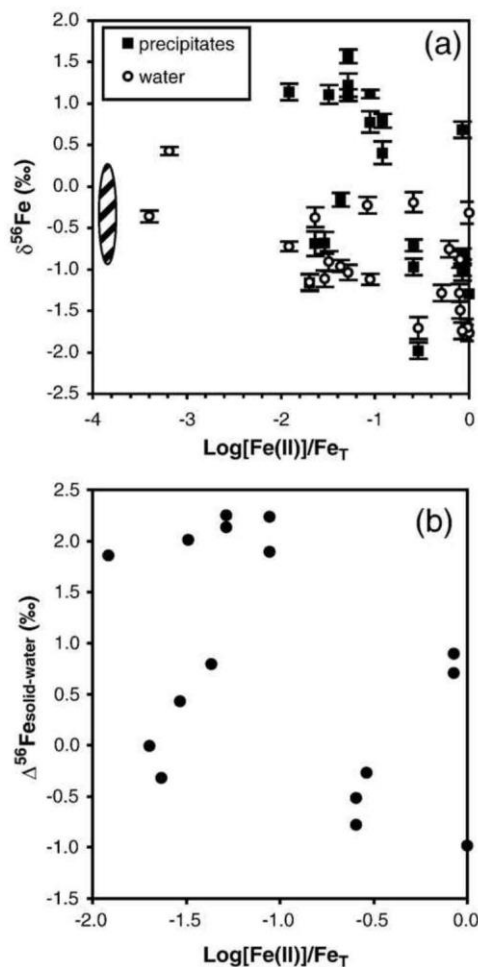 (a)
■ precipitates
○ water
2.0
1.5
1.0
0.5
0.0
-0.5
-1.0
-1.5
-2.0
-2.5
δ⁵⁶Fe (‰)
-4 -3 -2 -1 0
Log[Fe(II)]/Fe_T
(b)
2.5
2.0
1.5
1.0
0.5
0.0
-0.5
-1.0
-1.5
Δ⁵⁶Fe_solid-water (‰)
-2.0 -1.5 -1.0 -0.5 0.0
Log[Fe(II)]/Fe_T